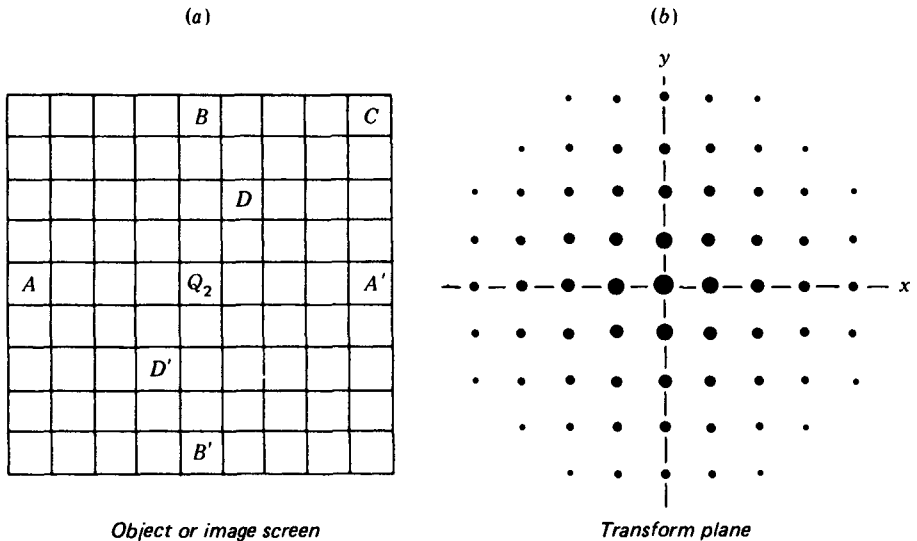 (a)
(b)
B C
D
A Q2 A'
D'
B'
y
x
Object or image screen
Transform plane